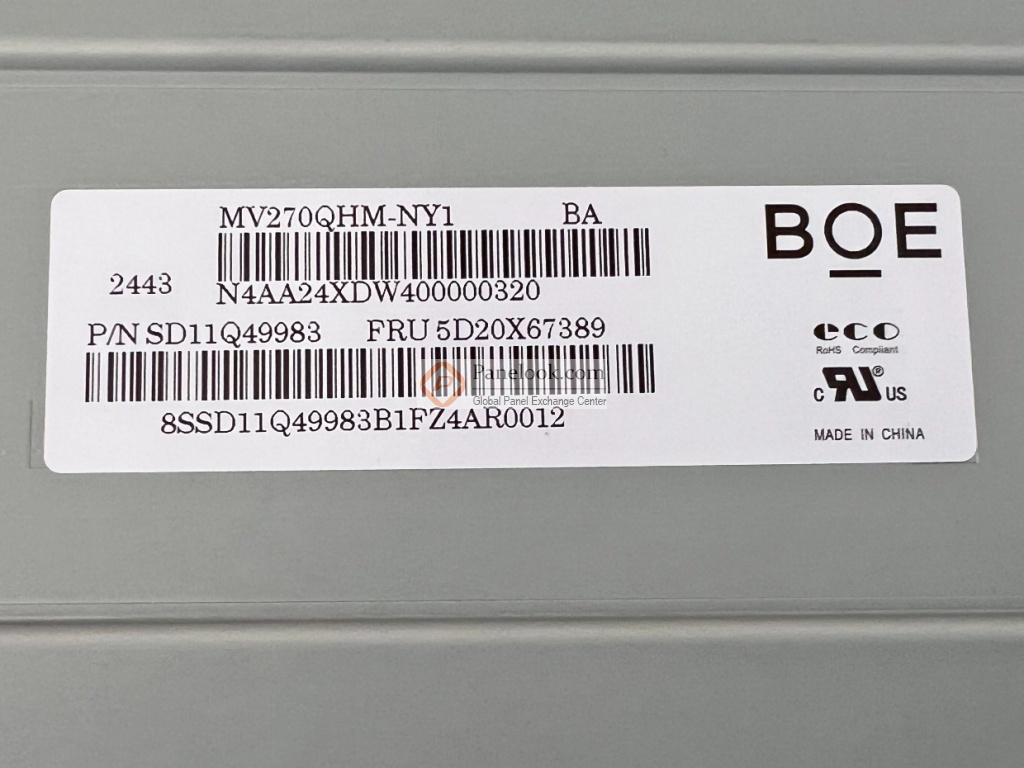 MV270QHM-NY1 BA
BOE
2443 N4AA24XDW400000320
P/N SD11Q49983 FRU 5D20X67389
eco
RoHS Compliant
Panelook.com
Global Panel Exchange Center
c RU ® US
8SSD11Q49983B1FZ4AR0012
MADE IN CHINA